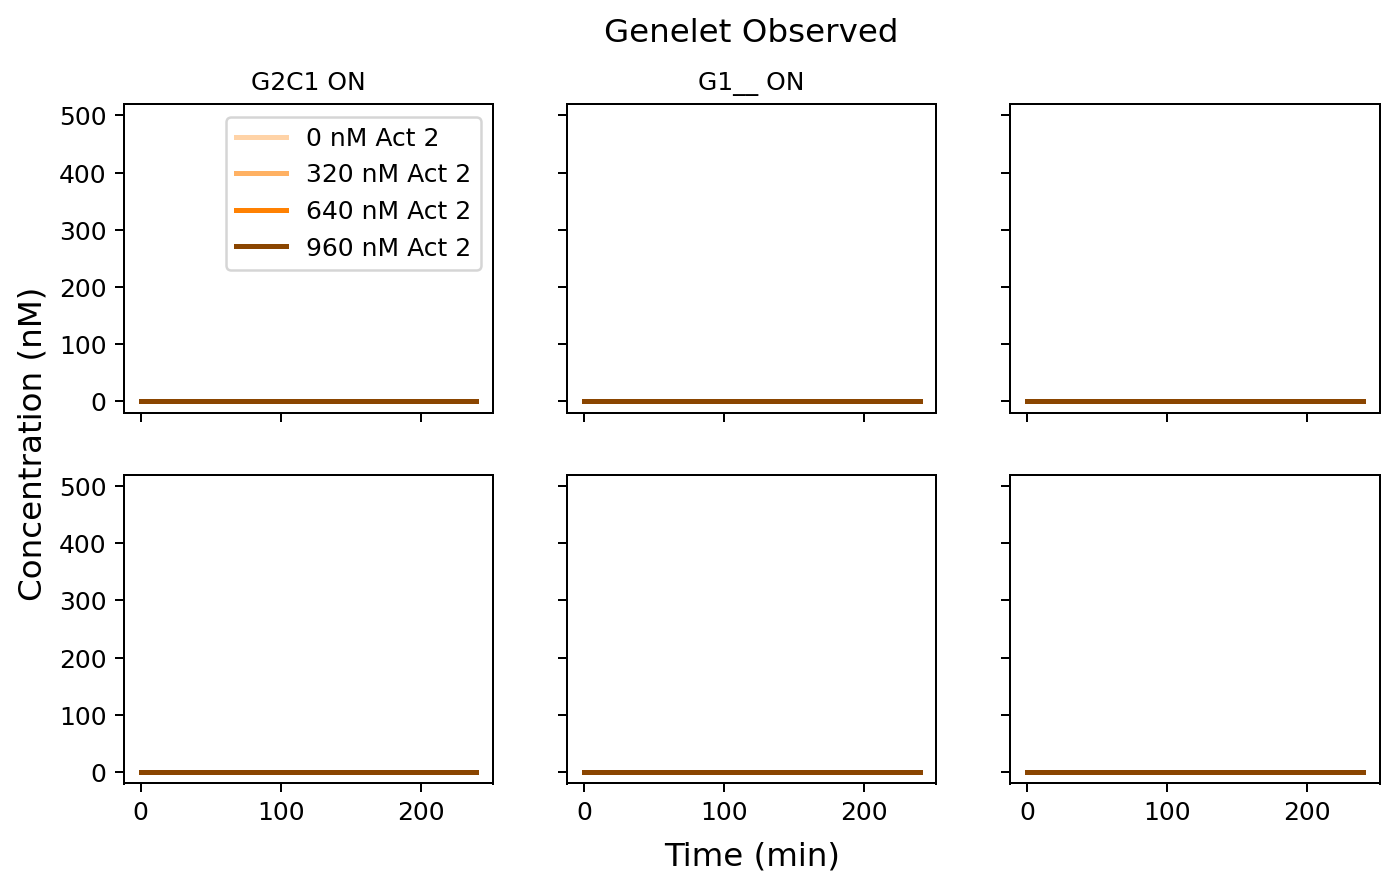 Genelet Observed
G2C1 ON
G1__ ON
500
400
300
200
100
0
0 nM Act 2
320 nM Act 2
640 nM Act 2
960 nM Act 2
Concentration (nM)
500
400
300
200
100
0
0 100 200
0 100 200
0 100 200
Time (min)